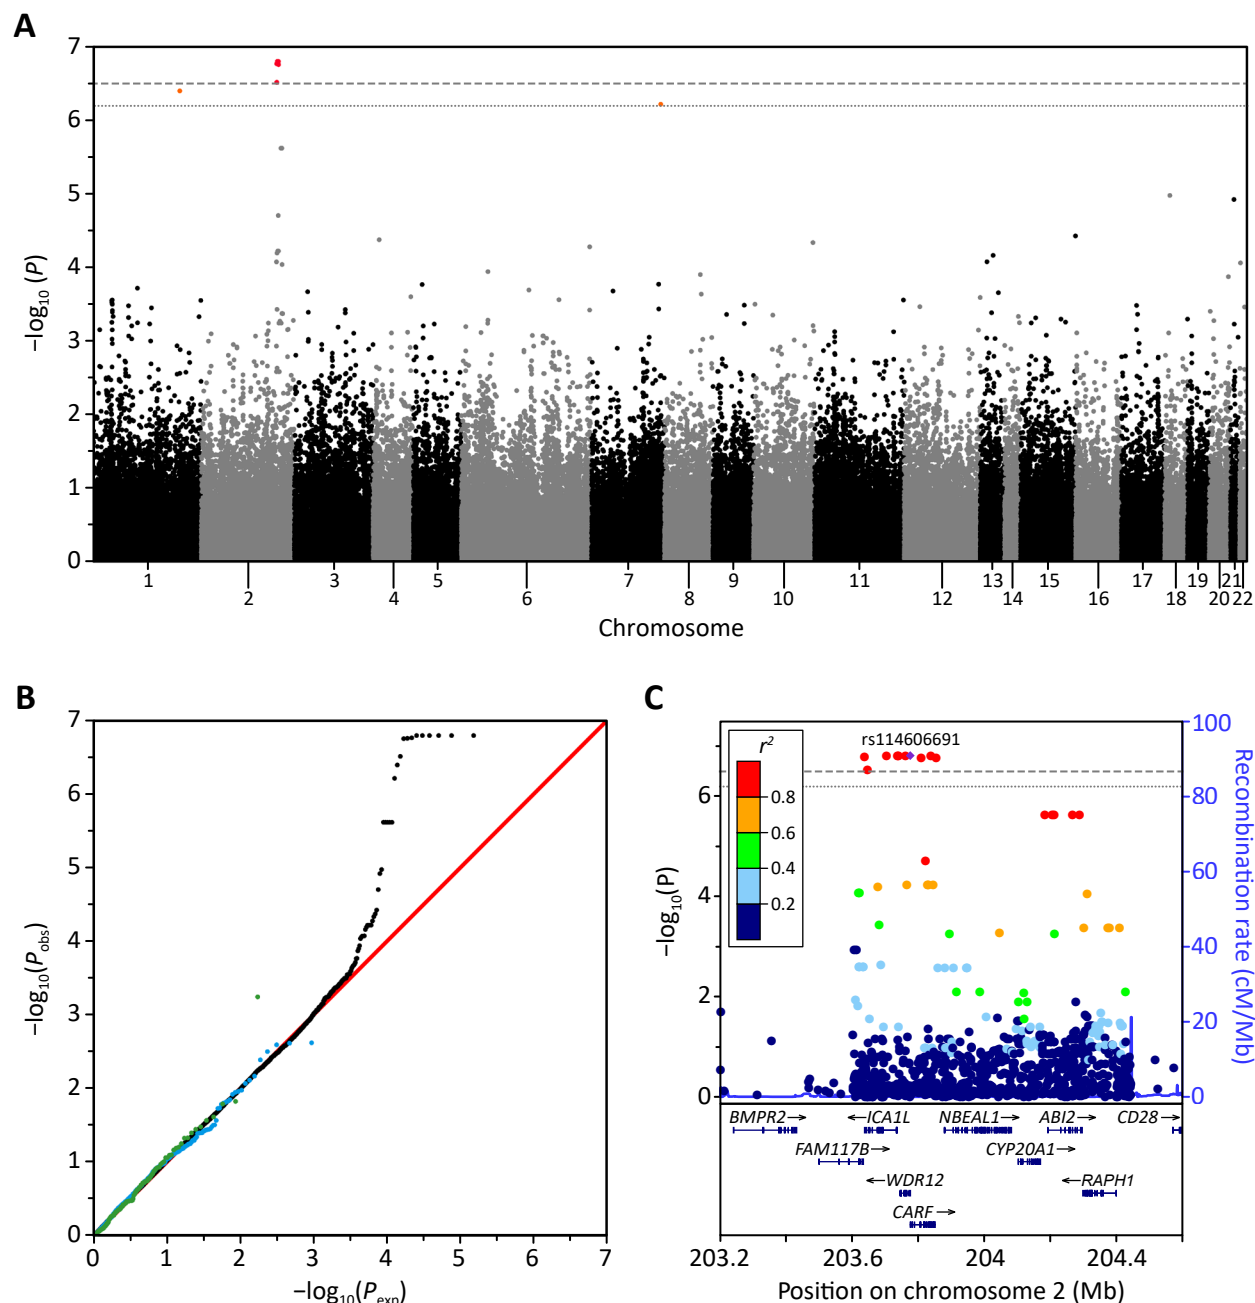 A
7
6
5
4
3
2
1
0
−log10 (P)
1
2
3
4
5
6
7
8
9
10
11
12
13
14
15
16
17
18
19
20
21
22
Chromosome
B
7
6
5
4
3
2
1
0
−log10(Pobs)
0 1 2 3 4 5 6 7
−log10(Pexp)
C
r2
0.8
0.6
0.4
0.2
rs114606691
6
4
2
0
−log10(P)
100
80
60
40
20
0
Recombination rate (cM/Mb)
BMPR2 ICA1L NBEAL1 ABI2 CD28
FAM117B CYP20A1
WDR12 RAPH1
CARF
203.2 203.6 204 204.4
Position on chromosome 2 (Mb)